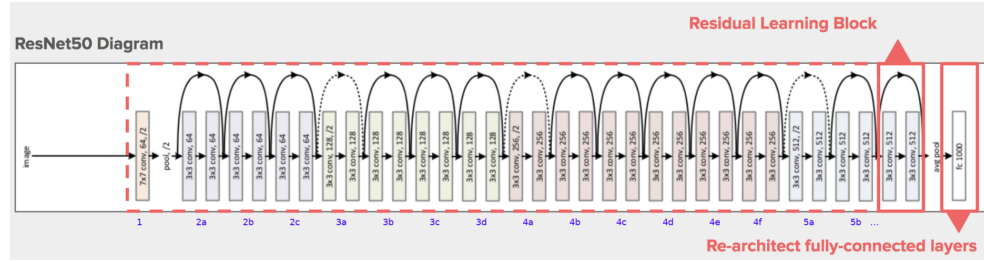 Residual Learning Block
ResNet50 Diagram
image
7x7 conv, 64, /2
pool, /2
3x3 conv, 64
3x3 conv, 64
3x3 conv, 64
3x3 conv, 64
3x3 conv, 64
3x3 conv, 64
3x3 conv, 128, /2
3x3 conv, 128
3x3 conv, 128
3x3 conv, 128
3x3 conv, 128
3x3 conv, 128
3x3 conv, 128
3x3 conv, 128
3x3 conv, 256, /2
3x3 conv, 256
3x3 conv, 256
3x3 conv, 256
3x3 conv, 256
3x3 conv, 256
3x3 conv, 256
3x3 conv, 256
3x3 conv, 256
3x3 conv, 256
3x3 conv, 256
3x3 conv, 256
3x3 conv, 512, /2
3x3 conv, 512
3x3 conv, 512
3x3 conv, 512
3x3 conv, 512
3x3 conv, 512
avg pool
fc 1000
1 2a 2b 2c 3a 3b 3c 3d 4a 4b 4c 4d 4e 4f 5a 5b ...
Re-architect fully-connected layers